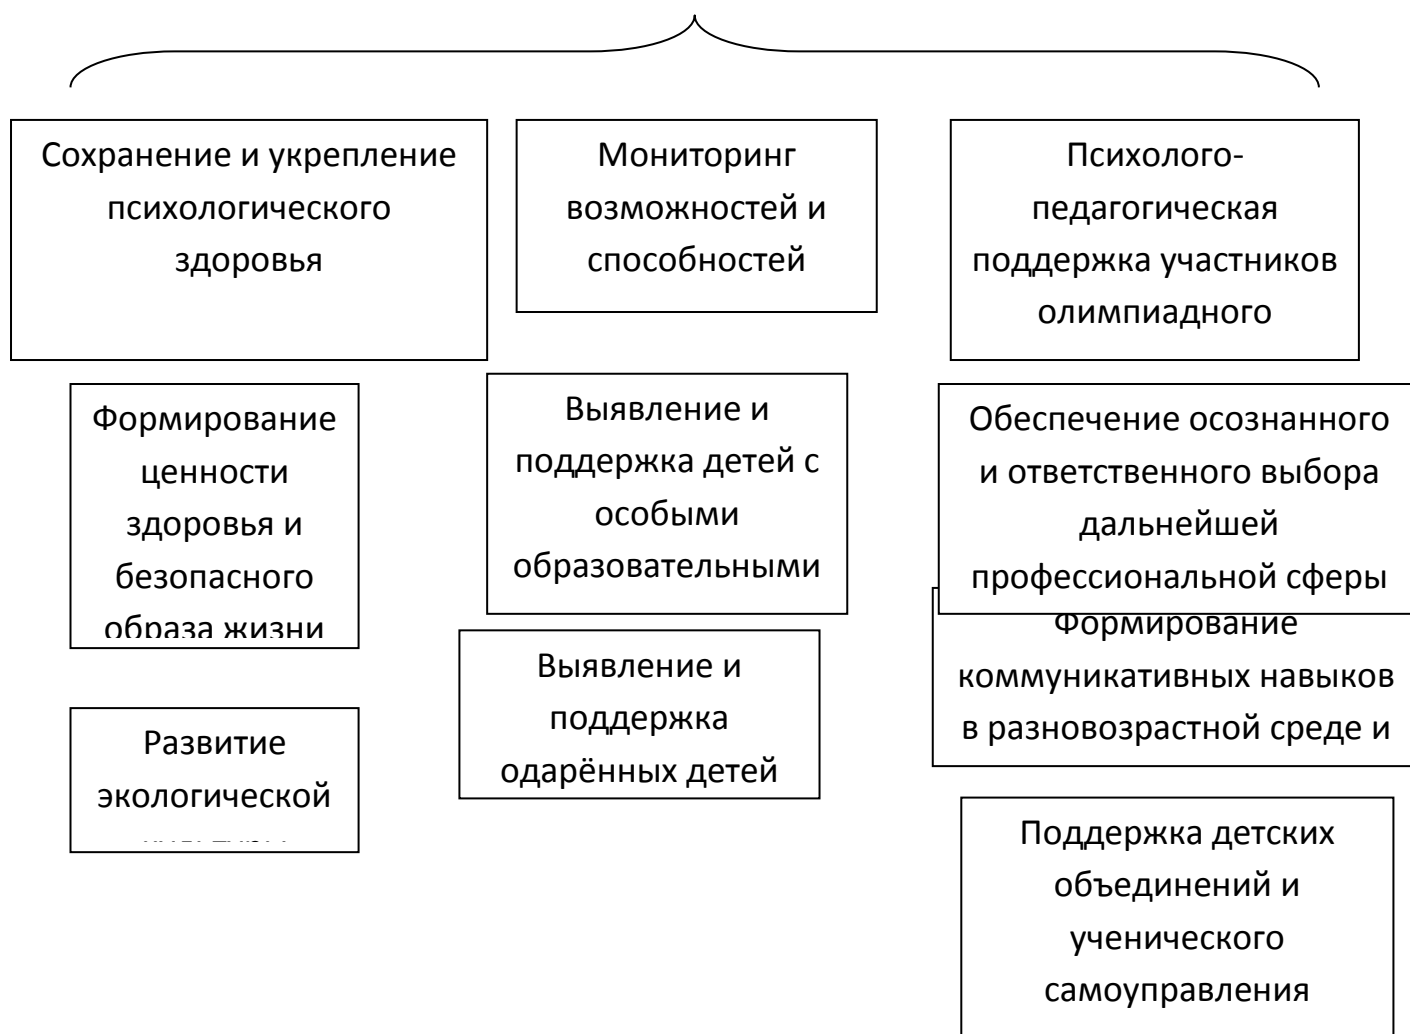 Сохранение и укрепление
психологического
здоровья
Мониторинг
возможностей и
способностей
Психолого-
педагогическая
поддержка участников
олимпиадного
Формирование
ценности
здоровья и
безопасного
образа жизни
Выявление и
поддержка детей с
особыми
образовательными
Обеспечение осознанного
и ответственного выбора
дальнейшей
профессиональной сферы
Развитие
экологической
Выявление и
поддержка
одарённых детей
Формирование
коммуникативных навыков
в разновозрастной среде и
Поддержка детских
объединений и
ученического
самоуправления